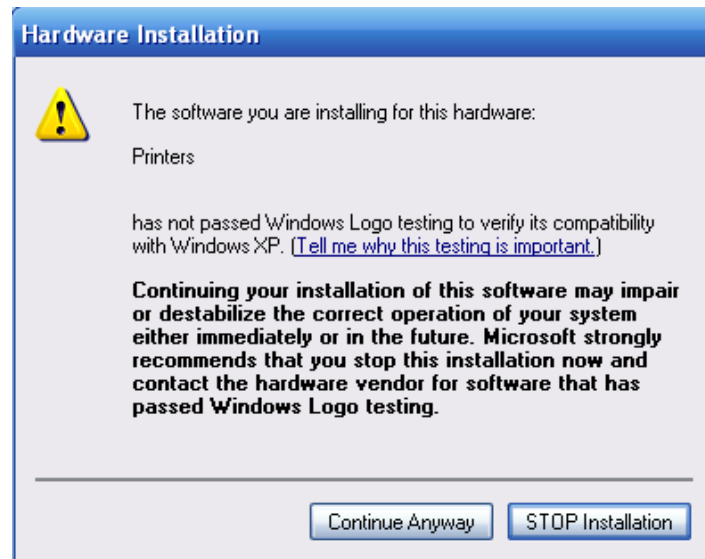 Hardware Installation
The software you are installing for this hardware:
Printers
has not passed Windows Logo testing to verify its compatibility
with Windows XP. (Tell me why this testing is important.)
Continuing your installation of this software may impair
or destabilize the correct operation of your system
either immediately or in the future. Microsoft strongly
recommends that you stop this installation now and
contact the hardware vendor for software that has
passed Windows Logo testing.
Continue Anyway STOP Installation